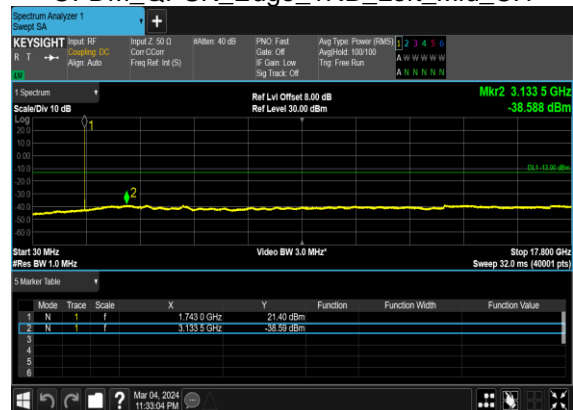 Spectrum Analyzer 1
Swept SA
+
KEYSIGHT
R T
LW
Input: RF
Coupling: DC
Align: Auto
Input Z: 50 Ω
Corr CCorr
Freq Ref: Int (S)
#Atten: 40 dB
PNO: Fast
Gate: Off
IF Gain: Low
Sig Track: Off
Avg Type: Power (RMS)
Avg|Hold: 100/100
Trig: Free Run
1 2 3 4 5 6
A W W W W W
A N N N N N
1 Spectrum
Scale/Div 10 dB
Ref Lvl Offset 8.00 dB
Ref Level 30.00 dBm
Mkr2 3.133 5 GHz
-38.588 dBm
Log
20.0
10.0
0.00
-10.0
-20.0
-30.0
-40.0
-50.0
-60.0
1
2
DL1 -13.00 dBm
Start 30 MHz
#Res BW 1.0 MHz
Video BW 3.0 MHz*
Stop 17.800 GHz
Sweep 32.0 ms (40001 pts)
5 Marker Table
Mode Trace Scale X Y Function Function Width Function Value
1 N 1 f 1.743 0 GHz 21.40 dBm
2 N 1 f 3.133 5 GHz -38.59 dBm
3
4
5
6
?
Mar 04, 2024
11:33:04 PM